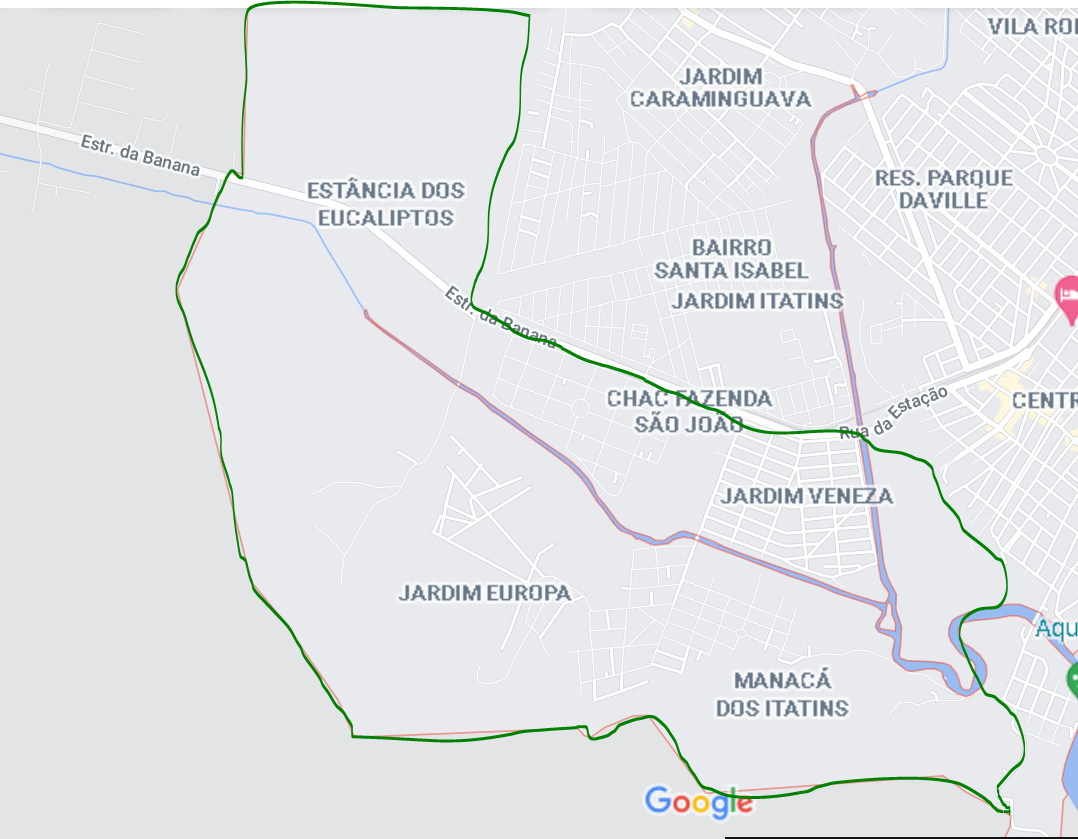 VILA RO
JARDIM
CARAMINGUAVA
Estr. da Banana
RES. PARQUE
DAVILLE
ESTÂNCIA DOS
EUCALIPTOS
BAIRRO
SANTA ISABEL
JARDIM ITATINS
Estr. da Banana
CHAC FAZENDA
SÃO JOÃO
Rua da Estação
CENTR
JARDIM VENEZA
JARDIM EUROPA
Aqu
MANACÁ
DOS ITATINS
Google